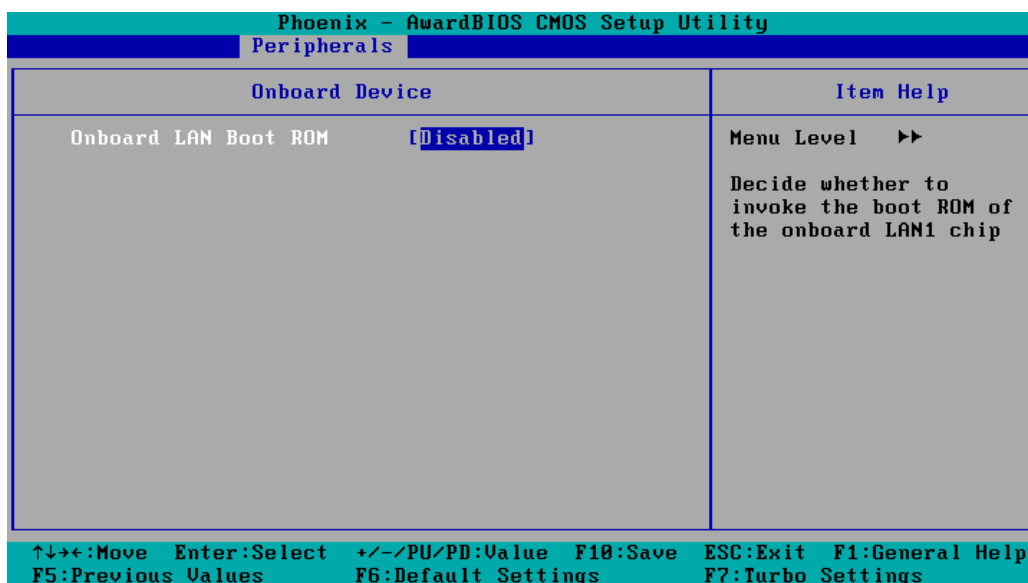 Phoenix - AwardBIOS CMOS Setup Utility
Peripherals
Onboard Device
Item Help
Onboard LAN Boot ROM [Disabled]
Menu Level ▶▶
Decide whether to
invoke the boot ROM of
the onboard LAN1 chip
↑↓→←:Move Enter:Select +/-/PU/PD:Value F10:Save ESC:Exit F1:General Help
F5:Previous Values F6:Default Settings F7:Turbo Settings